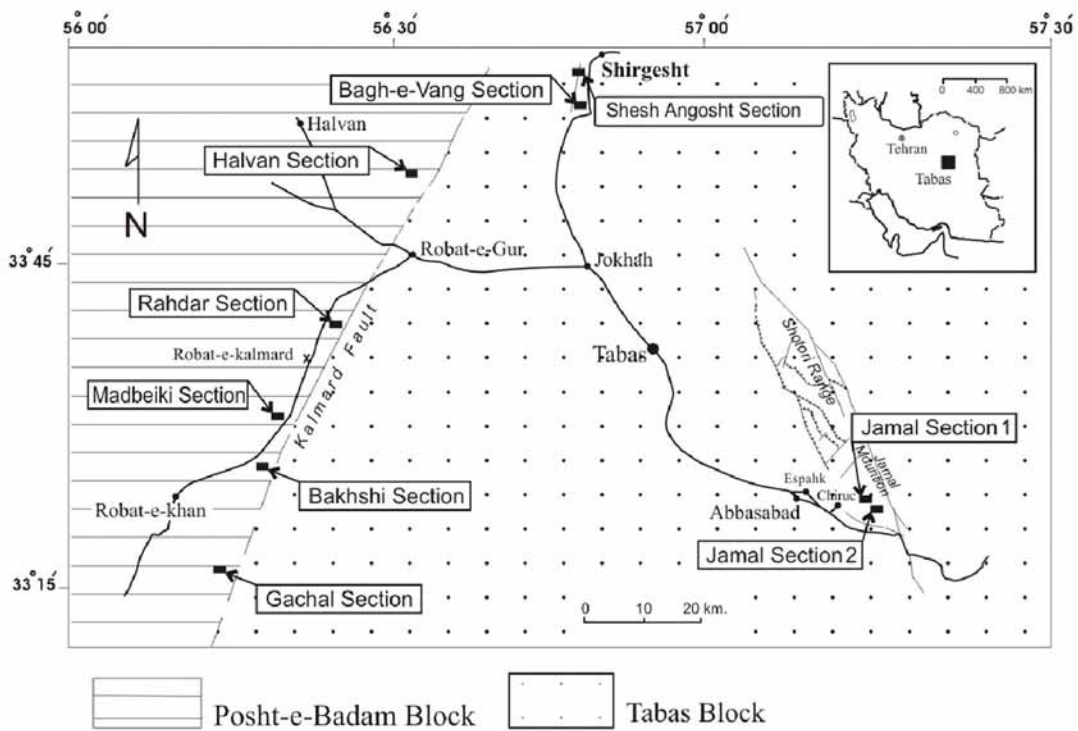 56° 00´
56° 30´
57° 00´
57° 30´
Shirgesht
Bagh-e-Vang Section
Shesh Angosht Section
0 400 800 km
Tehran
Tabas
Halvan
Halvan Section
N
Robat-e-Gur
33° 45´
Jokhah
Rahdar Section
Kalmard Fault
Robat-e-kalmard
Tabas
Shotori Range
Madbeiki Section
Jamal Section 1
Jamal
Mountion
Bakhshi Section
Espahk
Chiruc
Robat-e-khan
Abbasabad
Jamal Section 2
33° 15´
Gachal Section
0 10 20 km.
Posht-e-Badam Block
Tabas Block